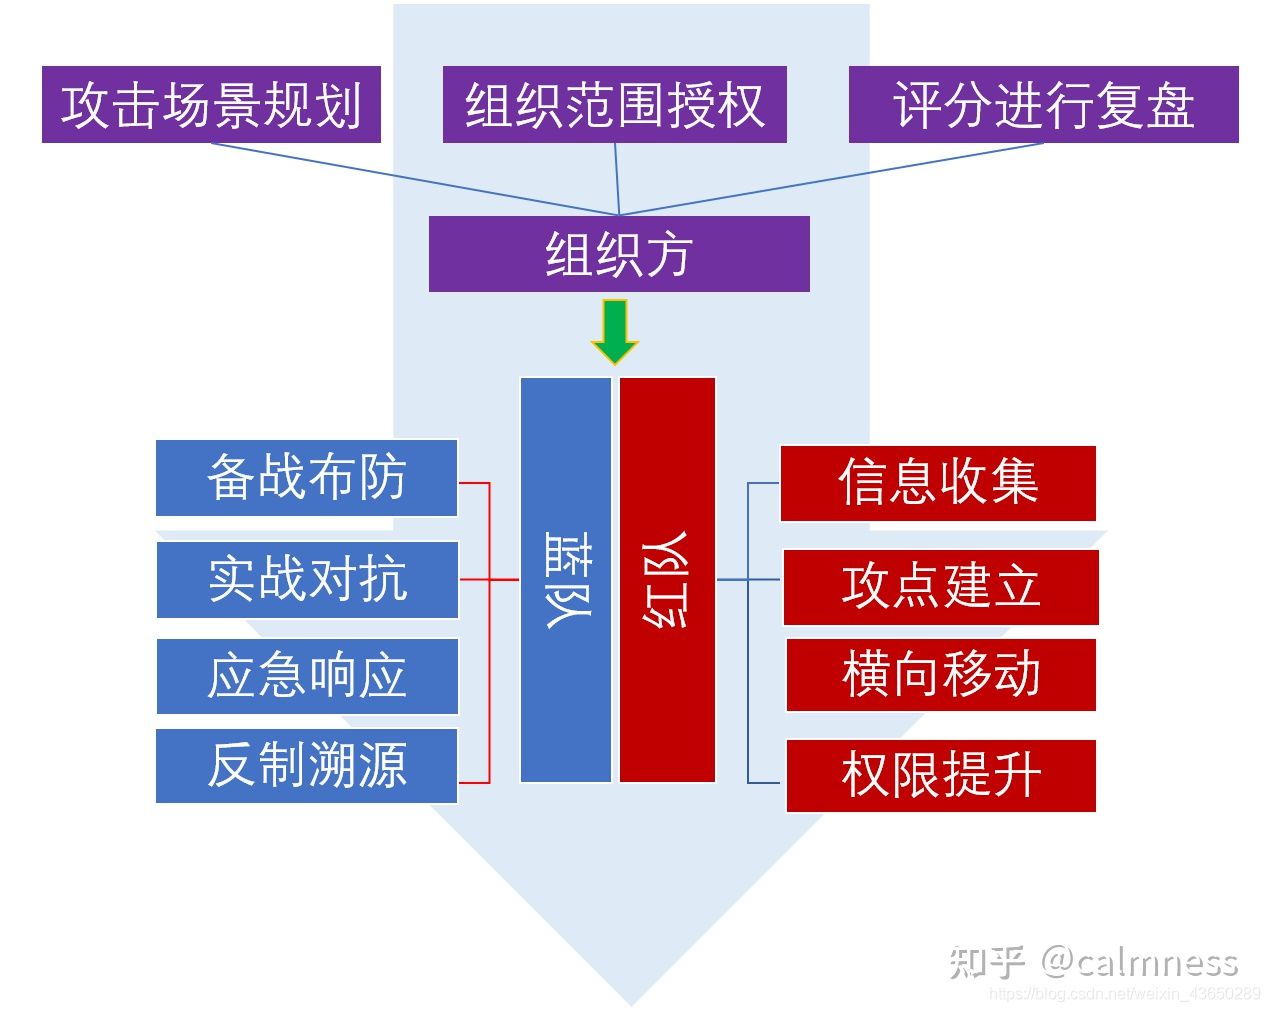 攻击场景规划
组织范围授权
评分进行复盘
组织方
蓝队
红队
备战布防
实战对抗
应急响应
反制溯源
信息收集
攻点建立
横向移动
权限提升
知乎 @calmness
https://blog.csdn.net/weixin_43650289